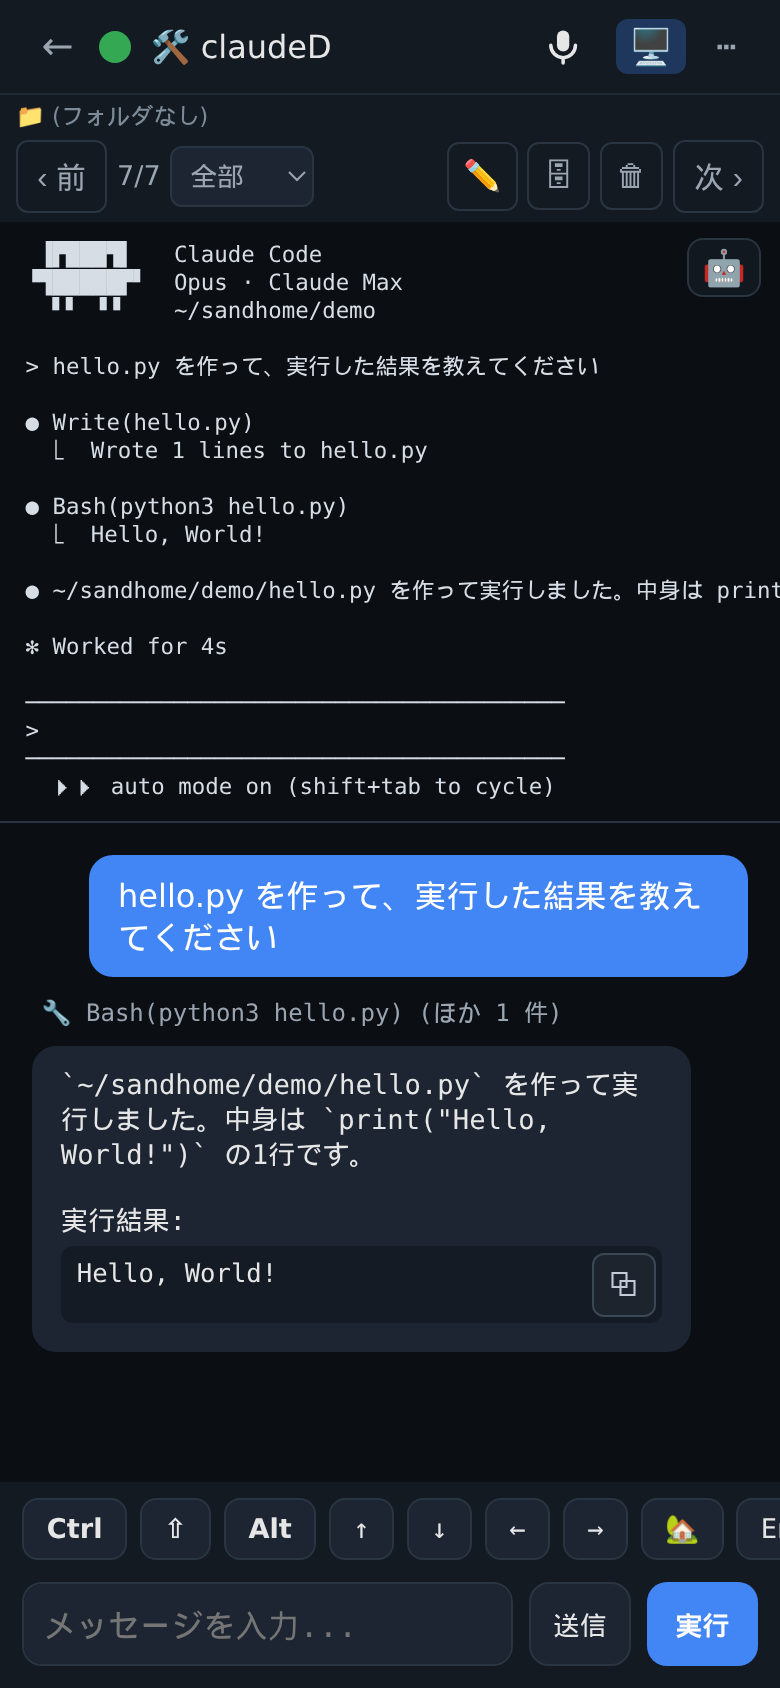 ← 🛠️ claudeD ⋯
📁 (フォルダなし)
‹ 前 7/7 全部 次 ›
Claude Code
Opus · Claude Max
~/sandhome/demo
> hello.py を作って、実行した結果を教えてください
● Write(hello.py)
⎿ Wrote 1 lines to hello.py
● Bash(python3 hello.py)
⎿ Hello, World!
● ~/sandhome/demo/hello.py を作って実行しました。中身は print
✻ Worked for 4s
>
⏵⏵ auto mode on (shift+tab to cycle)
hello.py を作って、実行した結果を教え
てください
🔧 Bash(python3 hello.py) (ほか 1 件)
`~/sandhome/demo/hello.py` を作って実
行しました。中身は `print("Hello,
World!")` の1行です。
実行結果:
Hello, World!
Ctrl ⇧ Alt ↑ ↓ ← → 🏡
メッセージを入力... 送信 実行